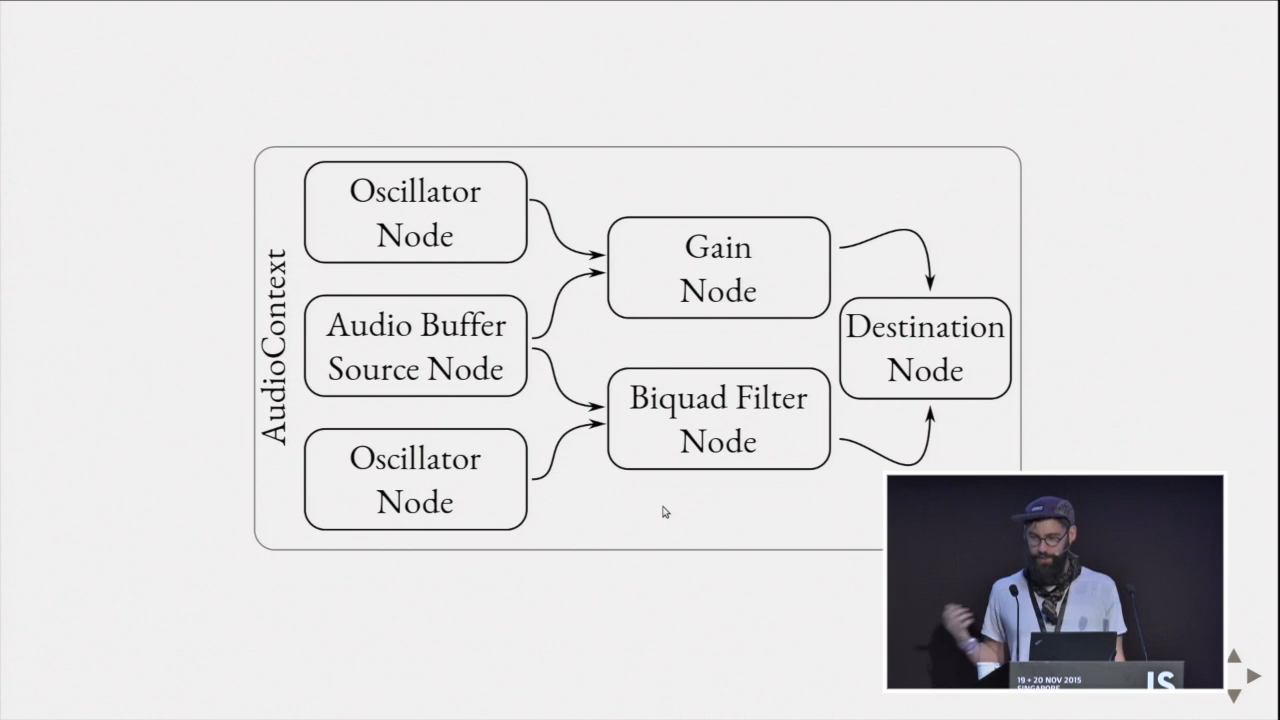 AudioContext
Oscillator
Node
Audio Buffer
Source Node
Oscillator
Node
Gain
Node
Biquad Filter
Node
Destination
Node
19 + 20 NOV 2015
SINGAPORE
JS